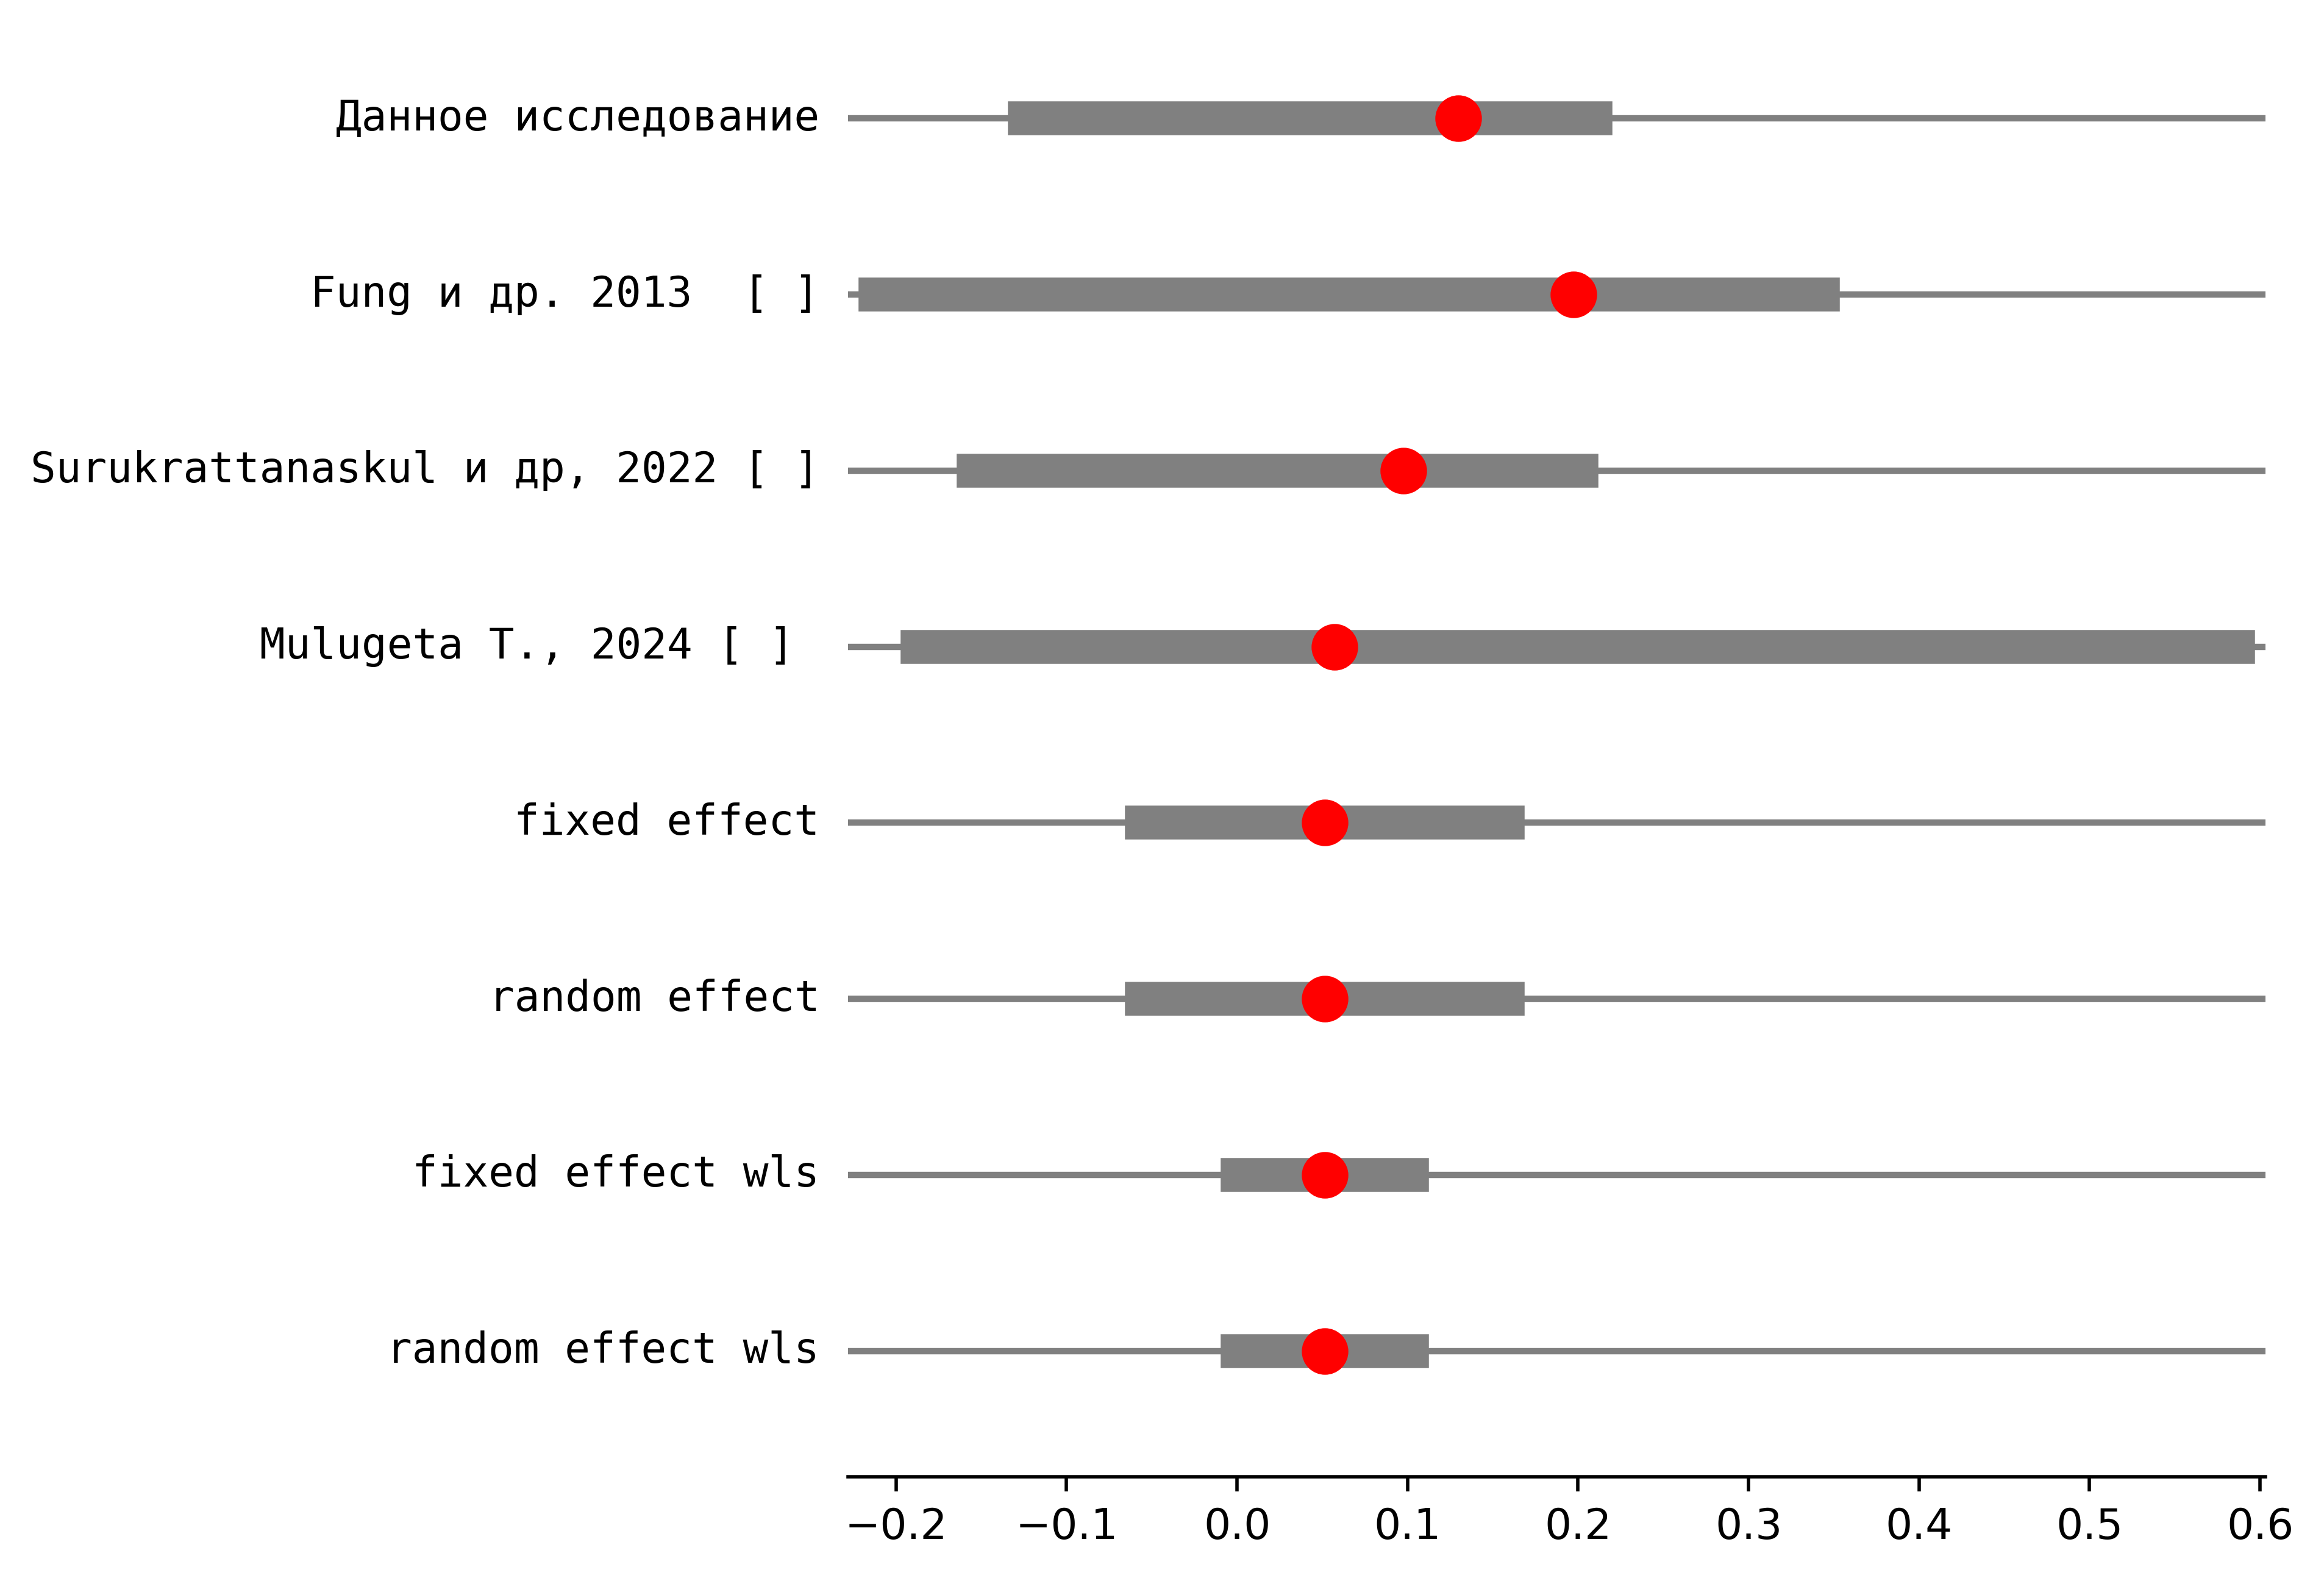 Данное исследование
Fung и др. 2013  [ ]
Surukrattanaskul и др, 2022 [ ]
Mulugeta T., 2024 [ ]
fixed effect
random effect
fixed effect wls
random effect wls
−0.2 −0.1 0.0 0.1 0.2 0.3 0.4 0.5 0.6